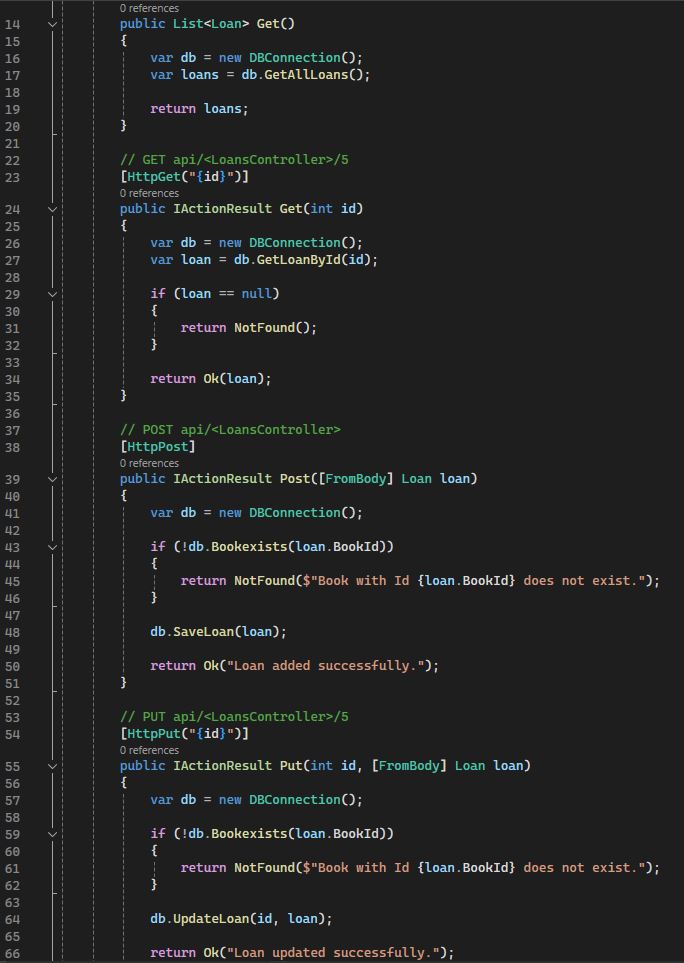 0 references
14 public List<Loan> Get()
15 {
16 var db = new DBConnection();
17 var loans = db.GetAllLoans();
18
19 return loans;
20 }
21
22 // GET api/<LoansController>/5
23 [HttpGet("{id}")]
0 references
24 public IActionResult Get(int id)
25 {
26 var db = new DBConnection();
27 var loan = db.GetLoanById(id);
28
29 if (loan == null)
30 {
31 return NotFound();
32 }
33
34 return Ok(loan);
35 }
36
37 // POST api/<LoansController>
38 [HttpPost]
0 references
39 public IActionResult Post([FromBody] Loan loan)
40 {
41 var db = new DBConnection();
42
43 if (!db.Bookexists(loan.BookId))
44 {
45 return NotFound($"Book with Id {loan.BookId} does not exist.");
46 }
47
48 db.SaveLoan(loan);
49
50 return Ok("Loan added successfully.");
51 }
52
53 // PUT api/<LoansController>/5
54 [HttpPut("{id}")]
0 references
55 public IActionResult Put(int id, [FromBody] Loan loan)
56 {
57 var db = new DBConnection();
58
59 if (!db.Bookexists(loan.BookId))
60 {
61 return NotFound($"Book with Id {loan.BookId} does not exist.");
62 }
63
64 db.UpdateLoan(id, loan);
65
66 return Ok("Loan updated successfully.");